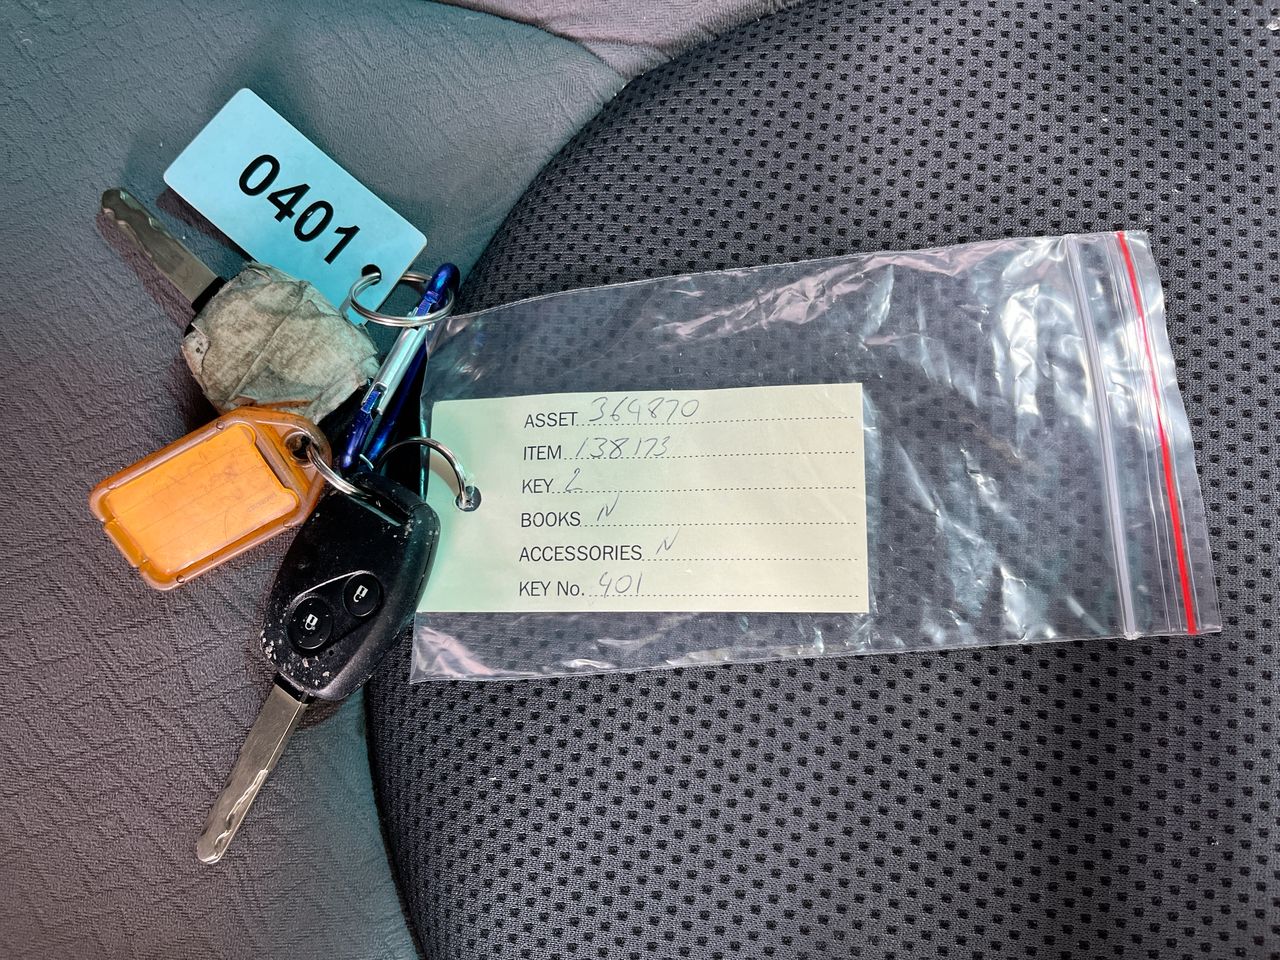 0401
ASSET 364870
ITEM 138173
KEY 2
BOOKS N
ACCESSORIES N
KEY No. 401